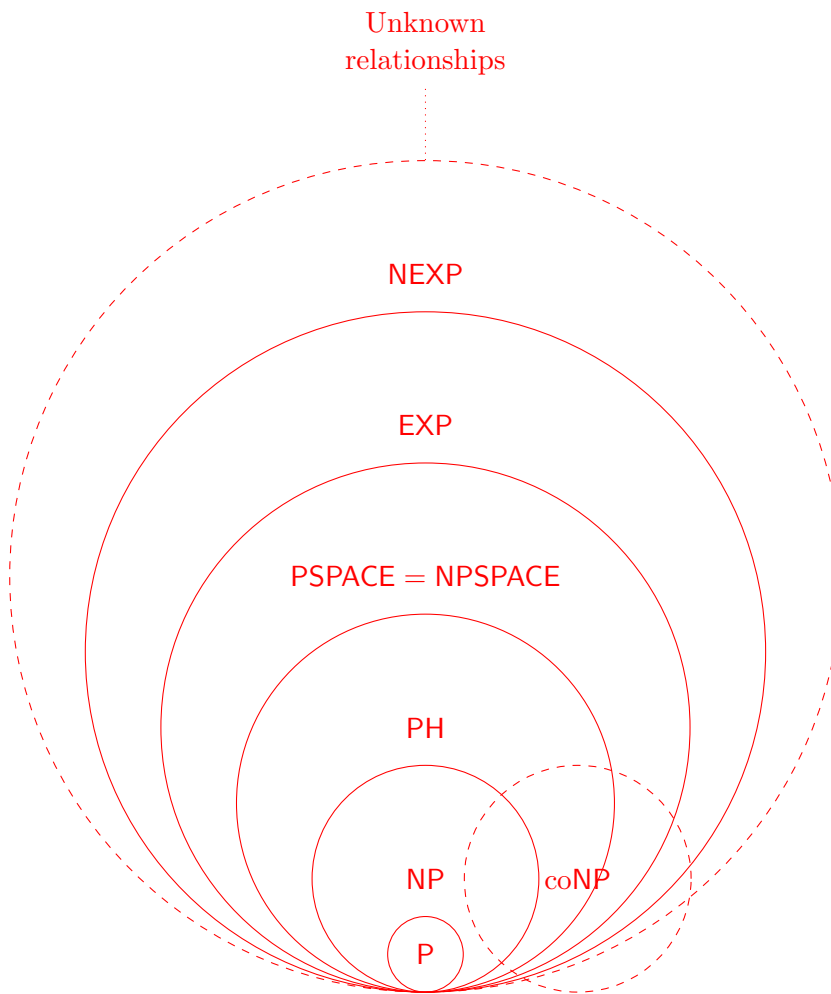 Unknown
relationships
NEXP
EXP
PSPACE = NPSPACE
PH
NP
coNP
P